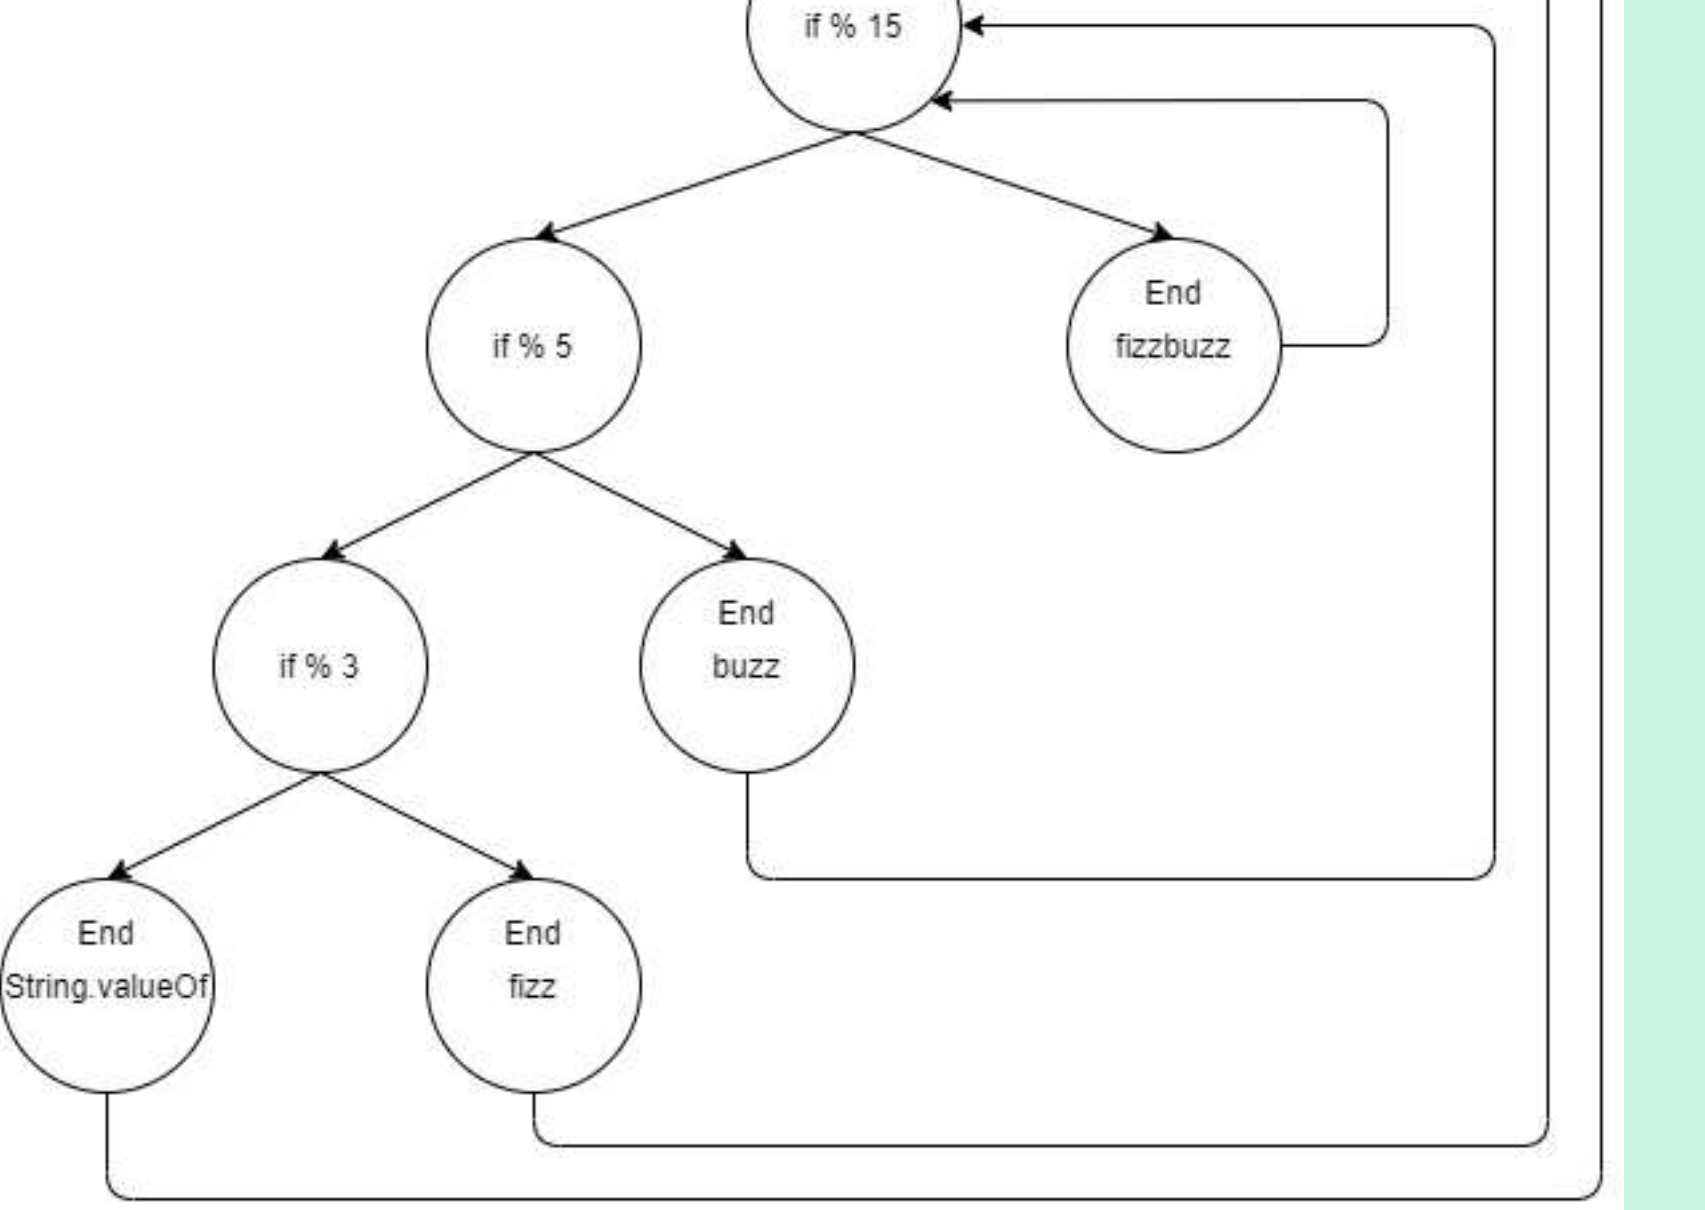 if % 15
if % 5
End
fizzbuzz
if % 3
End
buzz
End
String.valueOf
End
fizz